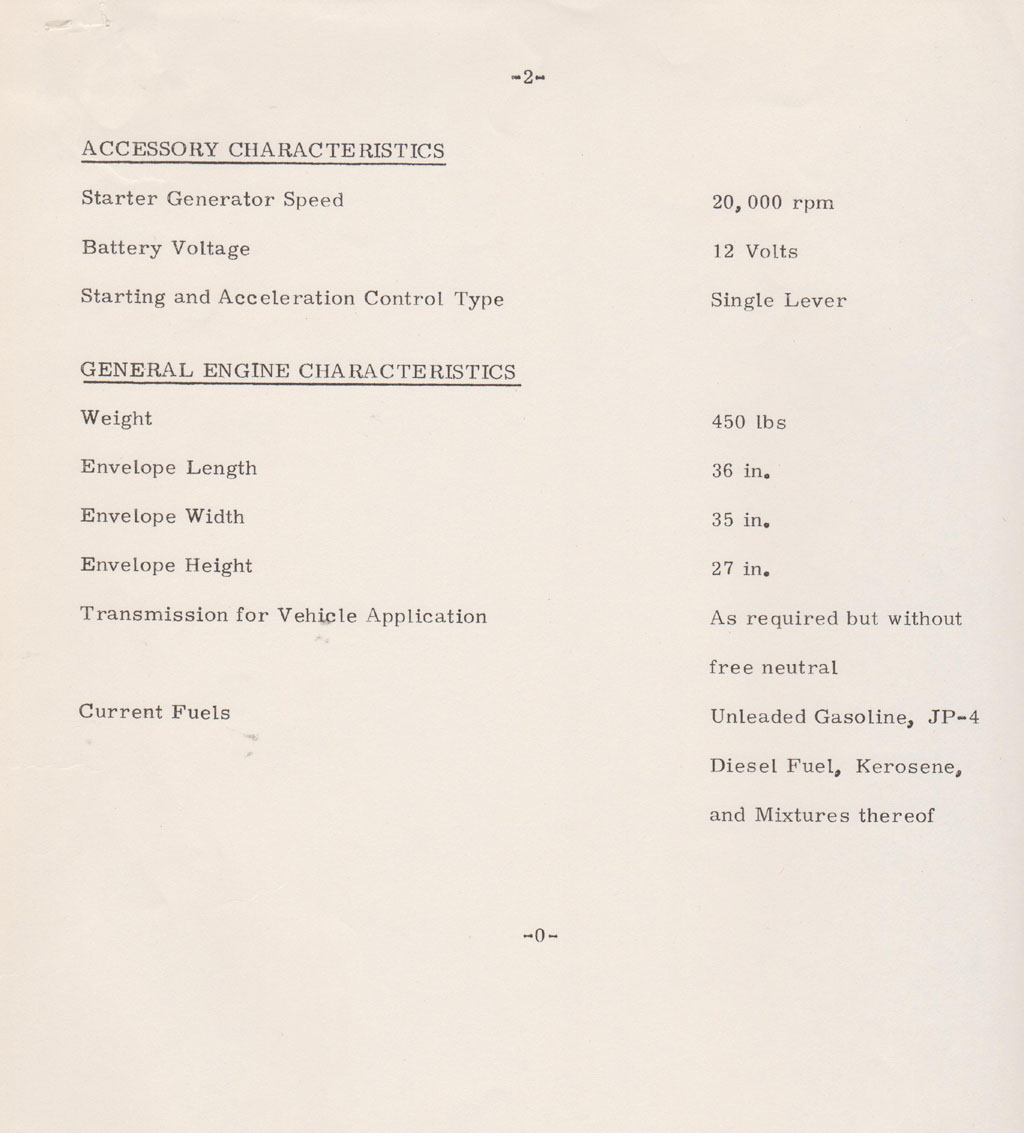 -2-
ACCESSORY CHARACTERISTICS
Starter Generator Speed 20,000 rpm
Battery Voltage 12 Volts
Starting and Acceleration Control Type Single Lever
GENERAL ENGINE CHARACTERISTICS
Weight 450 lbs
Envelope Length 36 in.
Envelope Width 35 in.
Envelope Height 27 in.
Transmission for Vehicle Application As required but without
free neutral
Current Fuels Unleaded Gasoline, JP-4
Diesel Fuel, Kerosene,
and Mixtures thereof
-0-